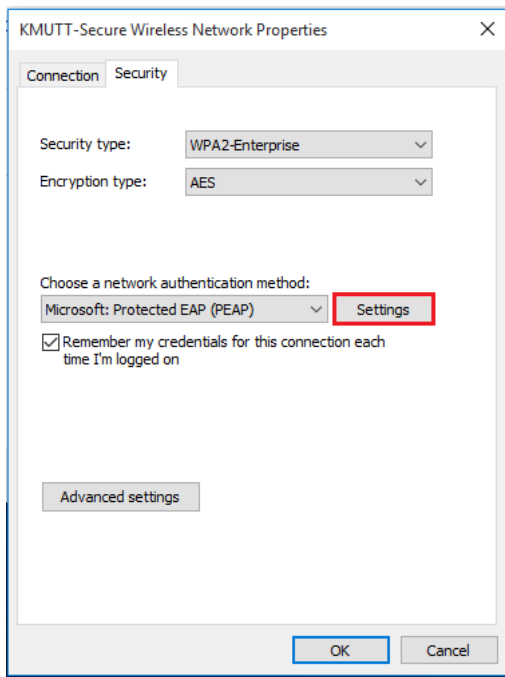 KMUTT-Secure Wireless Network Properties
Connection
Security
Security type:
WPA2-Enterprise
Encryption type:
AES
Choose a network authentication method:
Microsoft: Protected EAP (PEAP)
Settings
Remember my credentials for this connection each
time I'm logged on
Advanced settings
OK
Cancel